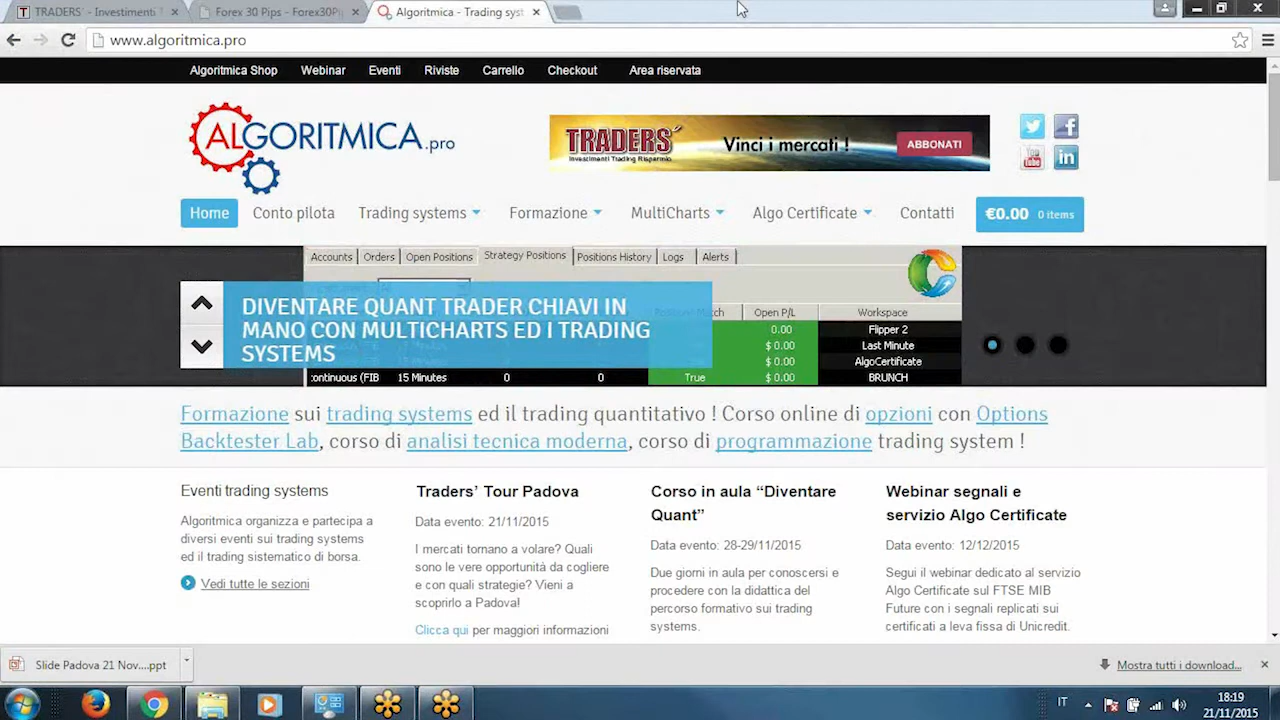 TRADERS' - Investimenti T
Forex 30 Pips - Forex30Pi
Algoritmica - Trading syst
www.algoritmica.pro
Algoritmica Shop Webinar Eventi Riviste Carrello Checkout Area riservata
ALGORITMICA.pro
TRADERS'
Investimenti Trading Risparmio
Vinci i mercati !
ABBONATI
You Tube
Home Conto pilota Trading systems Formazione MultiCharts Algo Certificate Contatti €0.00 0 items
Accounts Orders Open Positions Strategy Positions Positions History Logs Alerts
Open P/L Workspace
0.00 Flipper 2
$ 0.00 Last Minute
$ 0.00 AlgoCertificate
:ontinuous (FIB 15 Minutes 0 0 True $ 0.00 BRUNCH
DIVENTARE QUANT TRADER CHIAVI IN
MANO CON MULTICHARTS ED I TRADING
SYSTEMS
Formazione sui trading systems ed il trading quantitativo ! Corso online di opzioni con Options
Backtester Lab, corso di analisi tecnica moderna, corso di programmazione trading system !
Eventi trading systems
Algoritmica organizza e partecipa a
diversi eventi sui trading systems
ed il trading sistematico di borsa.
Vedi tutte le sezioni
Traders' Tour Padova
Data evento: 21/11/2015
I mercati tornano a volare? Quali
sono le vere opportunità da cogliere
e con quali strategie? Vieni a
scoprirlo a Padova!
Clicca qui per maggiori informazioni
Corso in aula “Diventare
Quant”
Data evento: 28-29/11/2015
Due giorni in aula per conoscersi e
procedere con la didattica del
percorso formativo sui trading
systems.
Webinar segnali e
servizio Algo Certificate
Data evento: 12/12/2015
Segui il webinar dedicato al servizio
Algo Certificate sul FTSE MIB
Future con i segnali replicati sui
certificati a leva fissa di Unicredit.
Slide Padova 21 Nov....ppt
Mostra tutti i download...
IT
18:19
21/11/2015